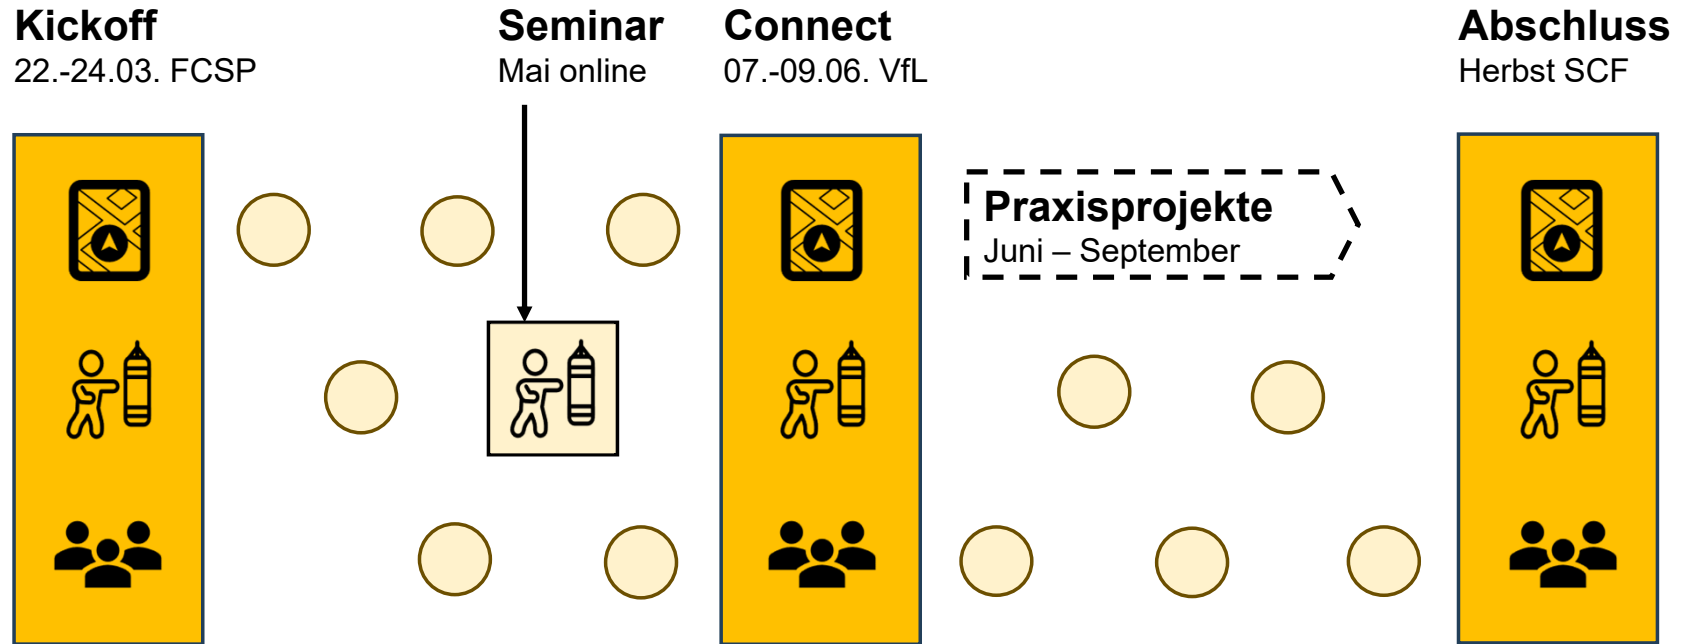 Kickoff
22.-24.03. FCSP
Seminar
Mai online
Connect
07.-09.06. VfL
Abschluss
Herbst SCF
Praxisprojekte
Juni – September